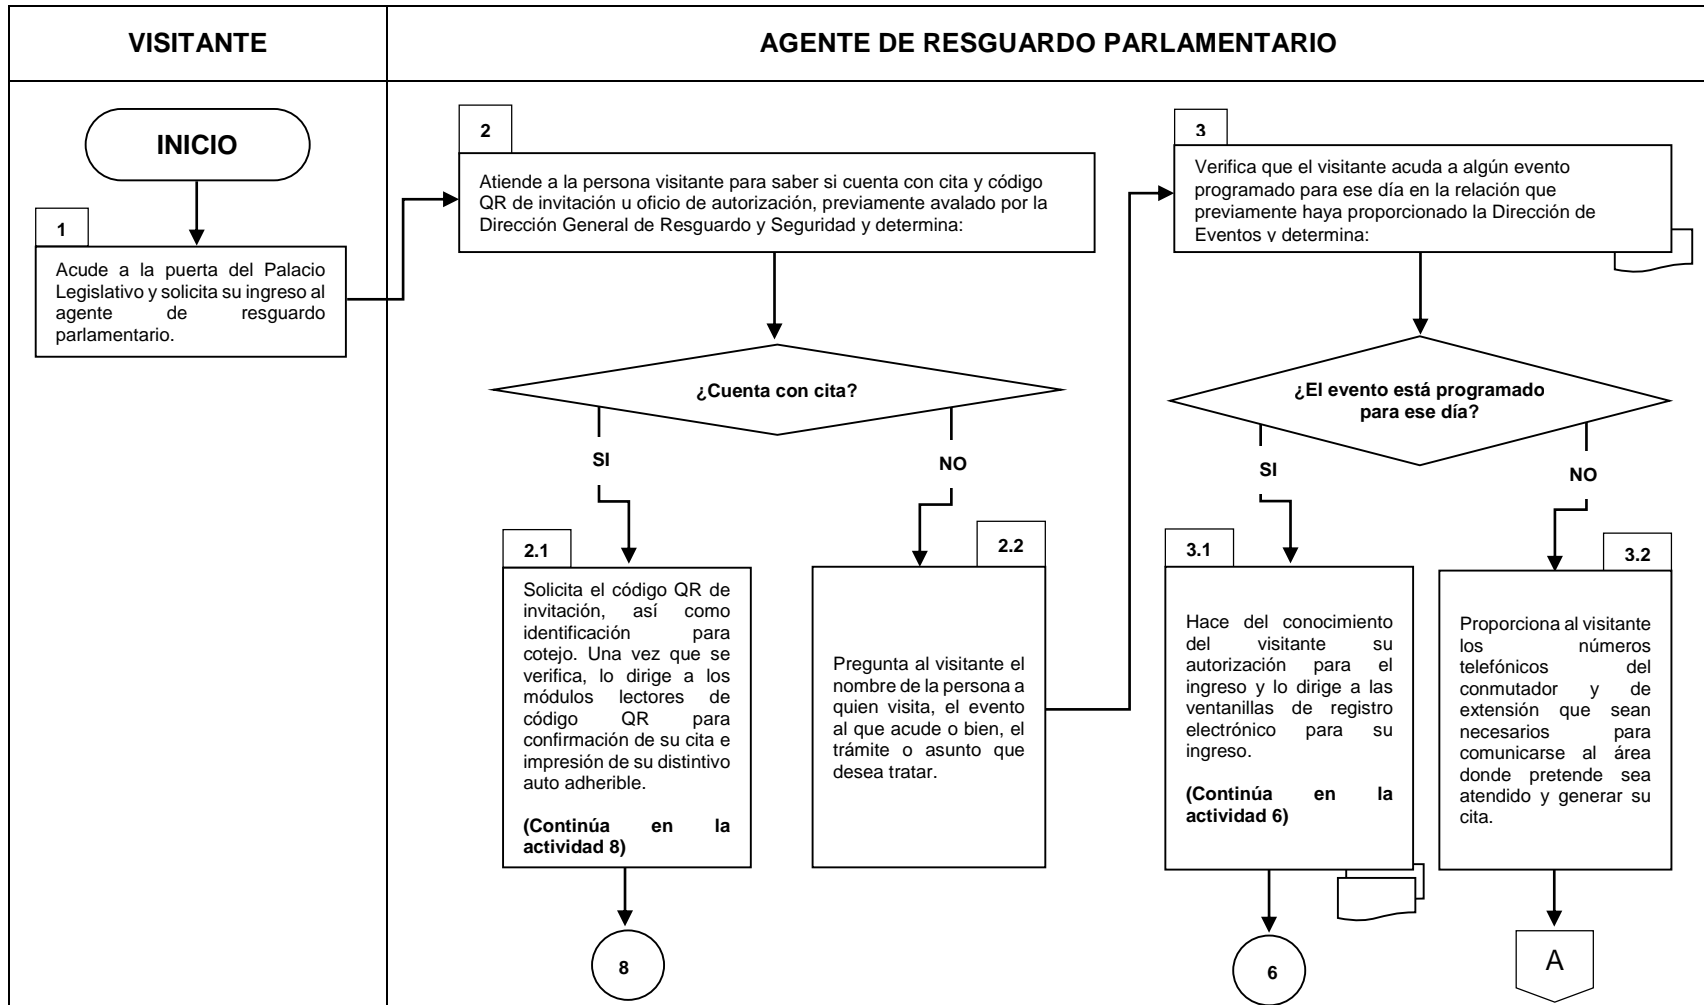 VISITANTE
AGENTE DE RESGUARDO PARLAMENTARIO
INICIO
1
Acude a la puerta del Palacio
Legislativo y solicita su ingreso al
agente de resguardo
parlamentario.
2
Atiende a la persona visitante para saber si cuenta con cita y código
QR de invitación u oficio de autorización, previamente avalado por la
Dirección General de Resguardo y Seguridad y determina:
¿Cuenta con cita?
SI
NO
2.1
Solicita el código QR de
invitación, así como
identificación para
cotejo. Una vez que se
verifica, lo dirige a los
módulos lectores de
código QR para
confirmación de su cita e
impresión de su distintivo
auto adherible.
(Continúa en la
actividad 8)
8
2.2
Pregunta al visitante el
nombre de la persona a
quien visita, el evento
al que acude o bien, el
trámite o asunto que
desea tratar.
3
Verifica que el visitante acuda a algún evento
programado para ese día en la relación que
previamente haya proporcionado la Dirección de
Eventos y determina:
¿El evento está programado
para ese día?
SI
NO
3.1
Hace del conocimiento
del visitante su
autorización para el
ingreso y lo dirige a las
ventanillas de registro
electrónico para su
ingreso.
(Continúa en la
actividad 6)
6
3.2
Proporciona al visitante
los números
telefónicos del
conmutador y de
extensión que sean
necesarios para
comunicarse al área
donde pretende sea
atendido y generar su
cita.
A